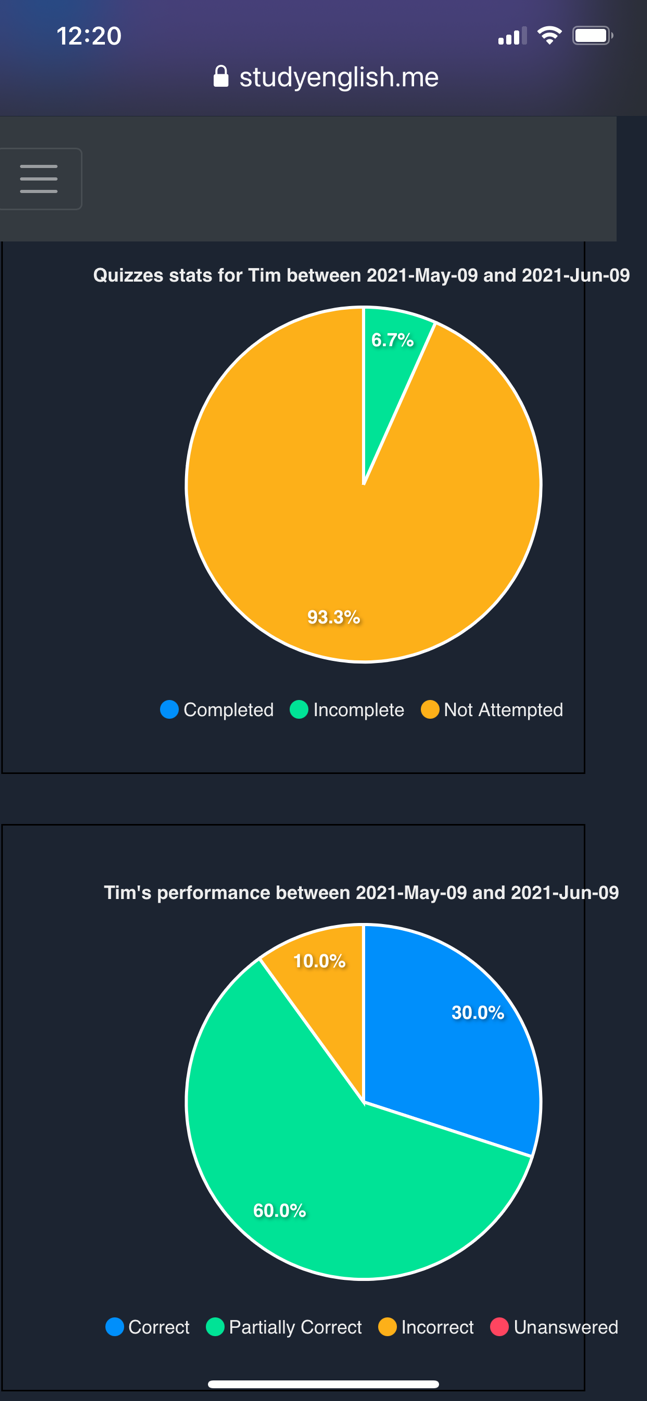 12:20
studyenglish.me
Quizzes stats for Tim between 2021-May-09 and 2021-Jun-09
6.7%
93.3%
Completed Incomplete Not Attempted
Tim's performance between 2021-May-09 and 2021-Jun-09
10.0%
30.0%
60.0%
Correct Partially Correct Incorrect Unanswered